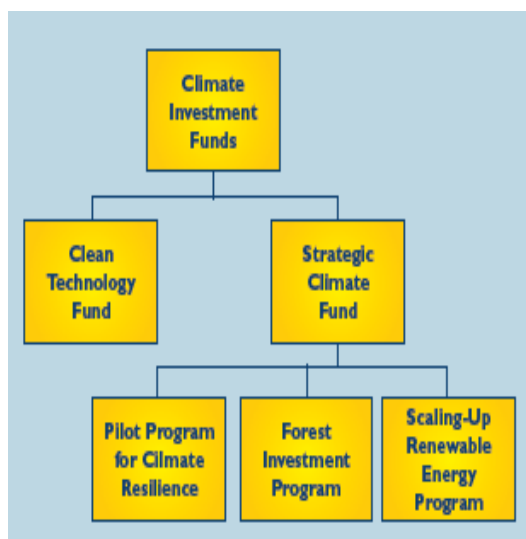 Climate
Investment
Funds
Clean
Technology
Fund
Strategic
Climate
Fund
Pilot Program
for Climate
Resilience
Forest
Investment
Program
Scaling-Up
Renewable
Energy
Program